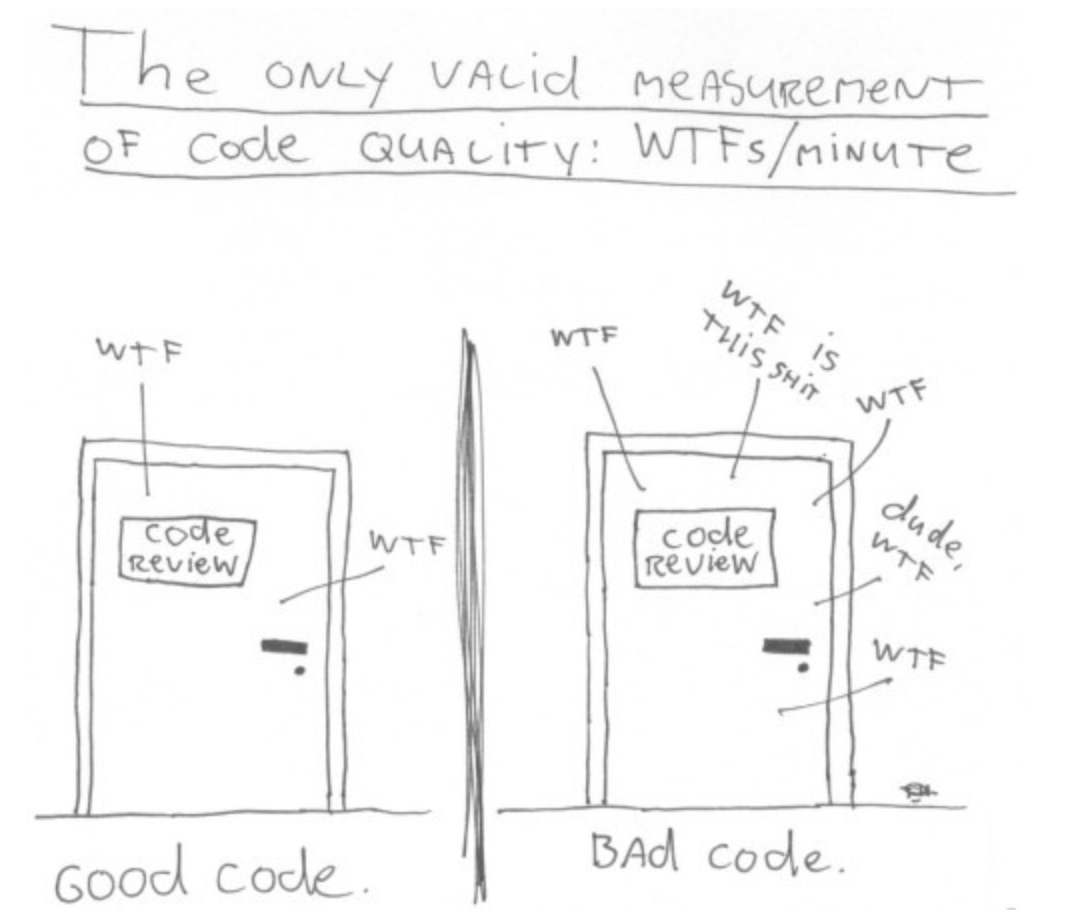 The ONLY VALid MEASUREMENT
OF Code QUALITY: WTFs/MINUTE
WTF
Code
REVIEW
WTF
GOOD CODE.
WTF
WTF is
THIS SHIT
WTF
Code
REVIEW
dude,
WTF
WTF
BAD CODE.